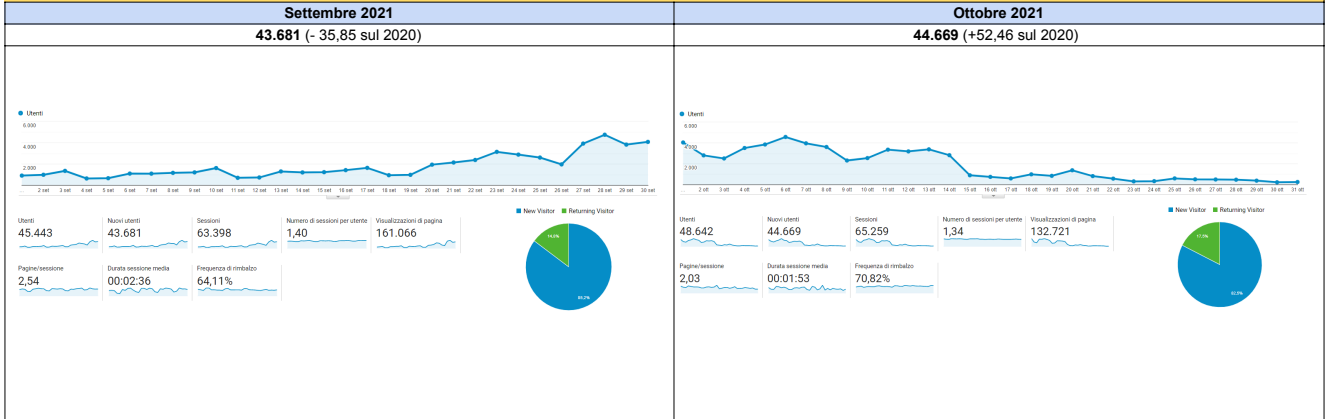 Settembre 2021
43.681 (- 35,85 sul 2020)
Utenti
6.000
4.000
2.000
... 2 set 3 set 4 set 5 set 6 set 7 set 8 set 9 set 10 set 11 set 12 set 13 set 14 set 15 set 16 set 17 set 18 set 19 set 20 set 21 set 22 set 23 set 24 set 25 set 26 set 27 set 28 set 29 set 30 set
New Visitor Returning Visitor
Utenti
45.443
Nuovi utenti
43.681
Sessioni
63.398
Numero di sessioni per utente
1,40
Visualizzazioni di pagina
161.066
Pagine/sessione
2,54
Durata sessione media
00:02:36
Frequenza di rimbalzo
64,11%
Ottobre 2021
44.669 (+52,46 sul 2020)
Utenti
6.000
4.000
2.000
... 2 ott 3 ott 4 ott 5 ott 6 ott 7 ott 8 ott 9 ott 10 ott 11 ott 12 ott 13 ott 14 ott 15 ott 16 ott 17 ott 18 ott 19 ott 20 ott 21 ott 22 ott 23 ott 24 ott 25 ott 26 ott 27 ott 28 ott 29 ott 30 ott 31 ott
New Visitor Returning Visitor
Utenti
48.642
Nuovi utenti
44.669
Sessioni
65.259
Numero di sessioni per utente
1,34
Visualizzazioni di pagina
132.721
Pagine/sessione
2,03
Durata sessione media
00:01:53
Frequenza di rimbalzo
70,82%